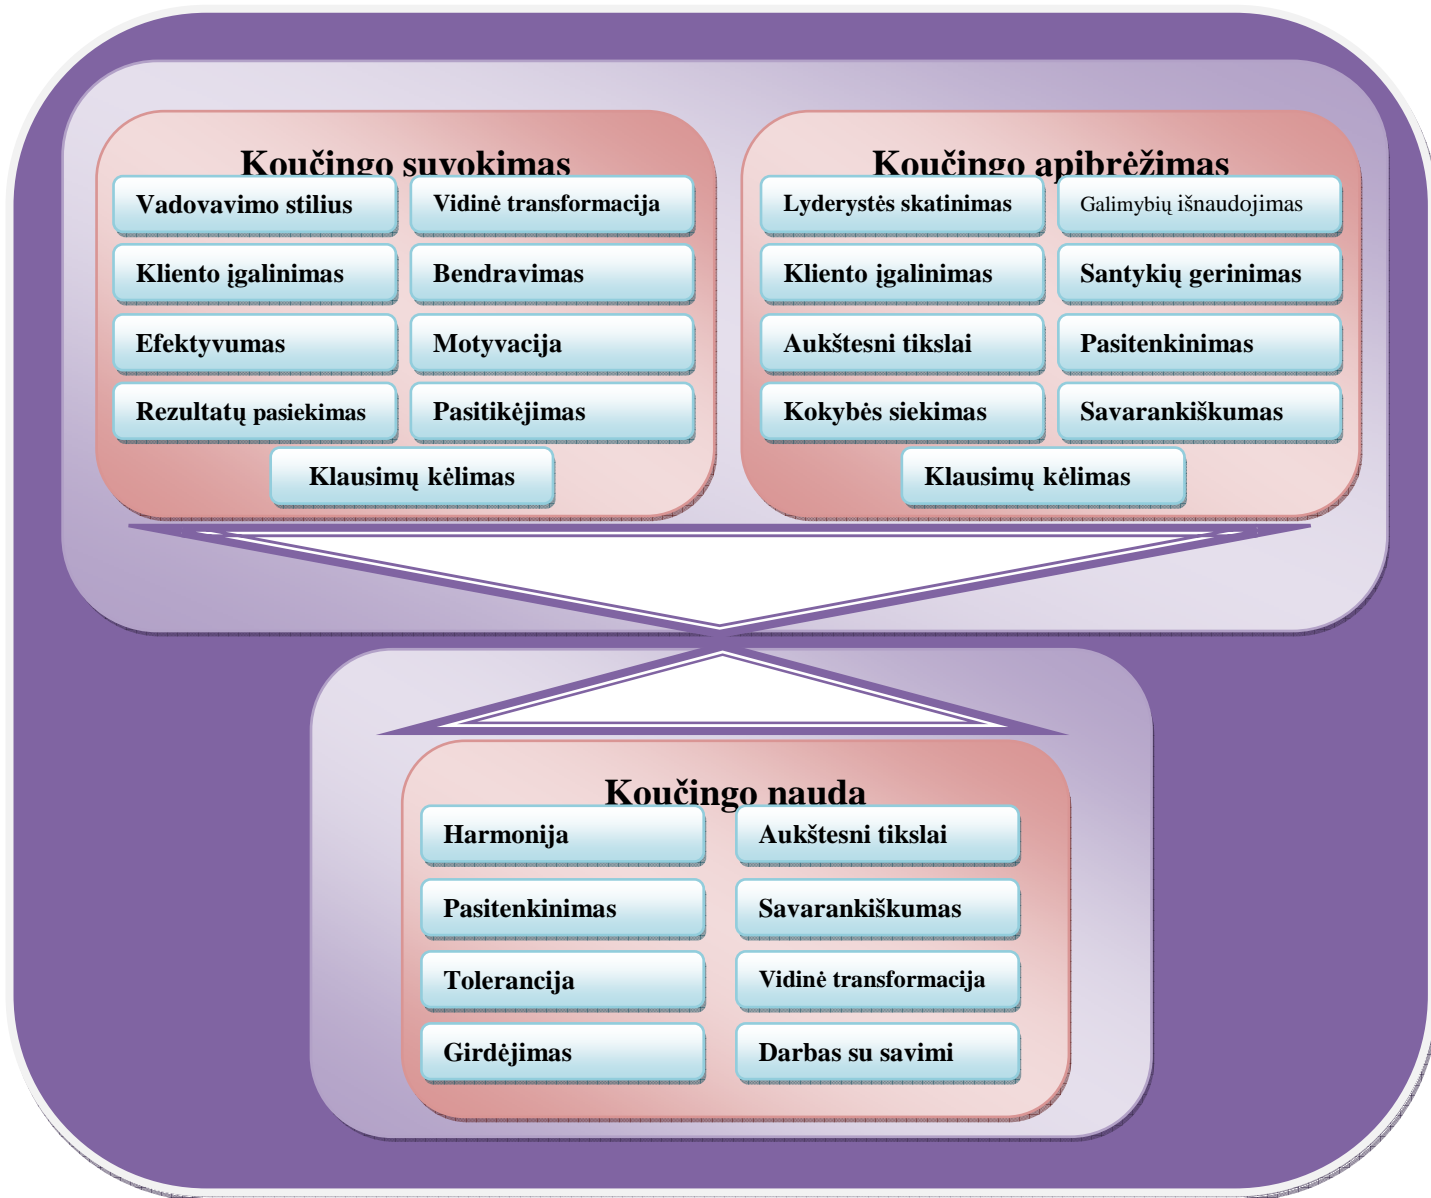 Koučingo suvokimas
Vadovavimo stilius
Vidinė transformacija
Kliento įgalinimas
Bendravimas
Efektyvumas
Motyvacija
Rezultatų pasiekimas
Pasitikėjimas
Klausimų kėlimas
Koučingo apibrėžimas
Lyderystės skatinimas
Galimybių išnaudojimas
Kliento įgalinimas
Santykių gerinimas
Aukštesni tikslai
Pasitenkinimas
Kokybės siekimas
Savarankiškumas
Klausimų kėlimas
Koučingo nauda
Harmonija
Aukštesni tikslai
Pasitenkinimas
Savarankiškumas
Tolerancija
Vidinė transformacija
Girdėjimas
Darbas su savimi